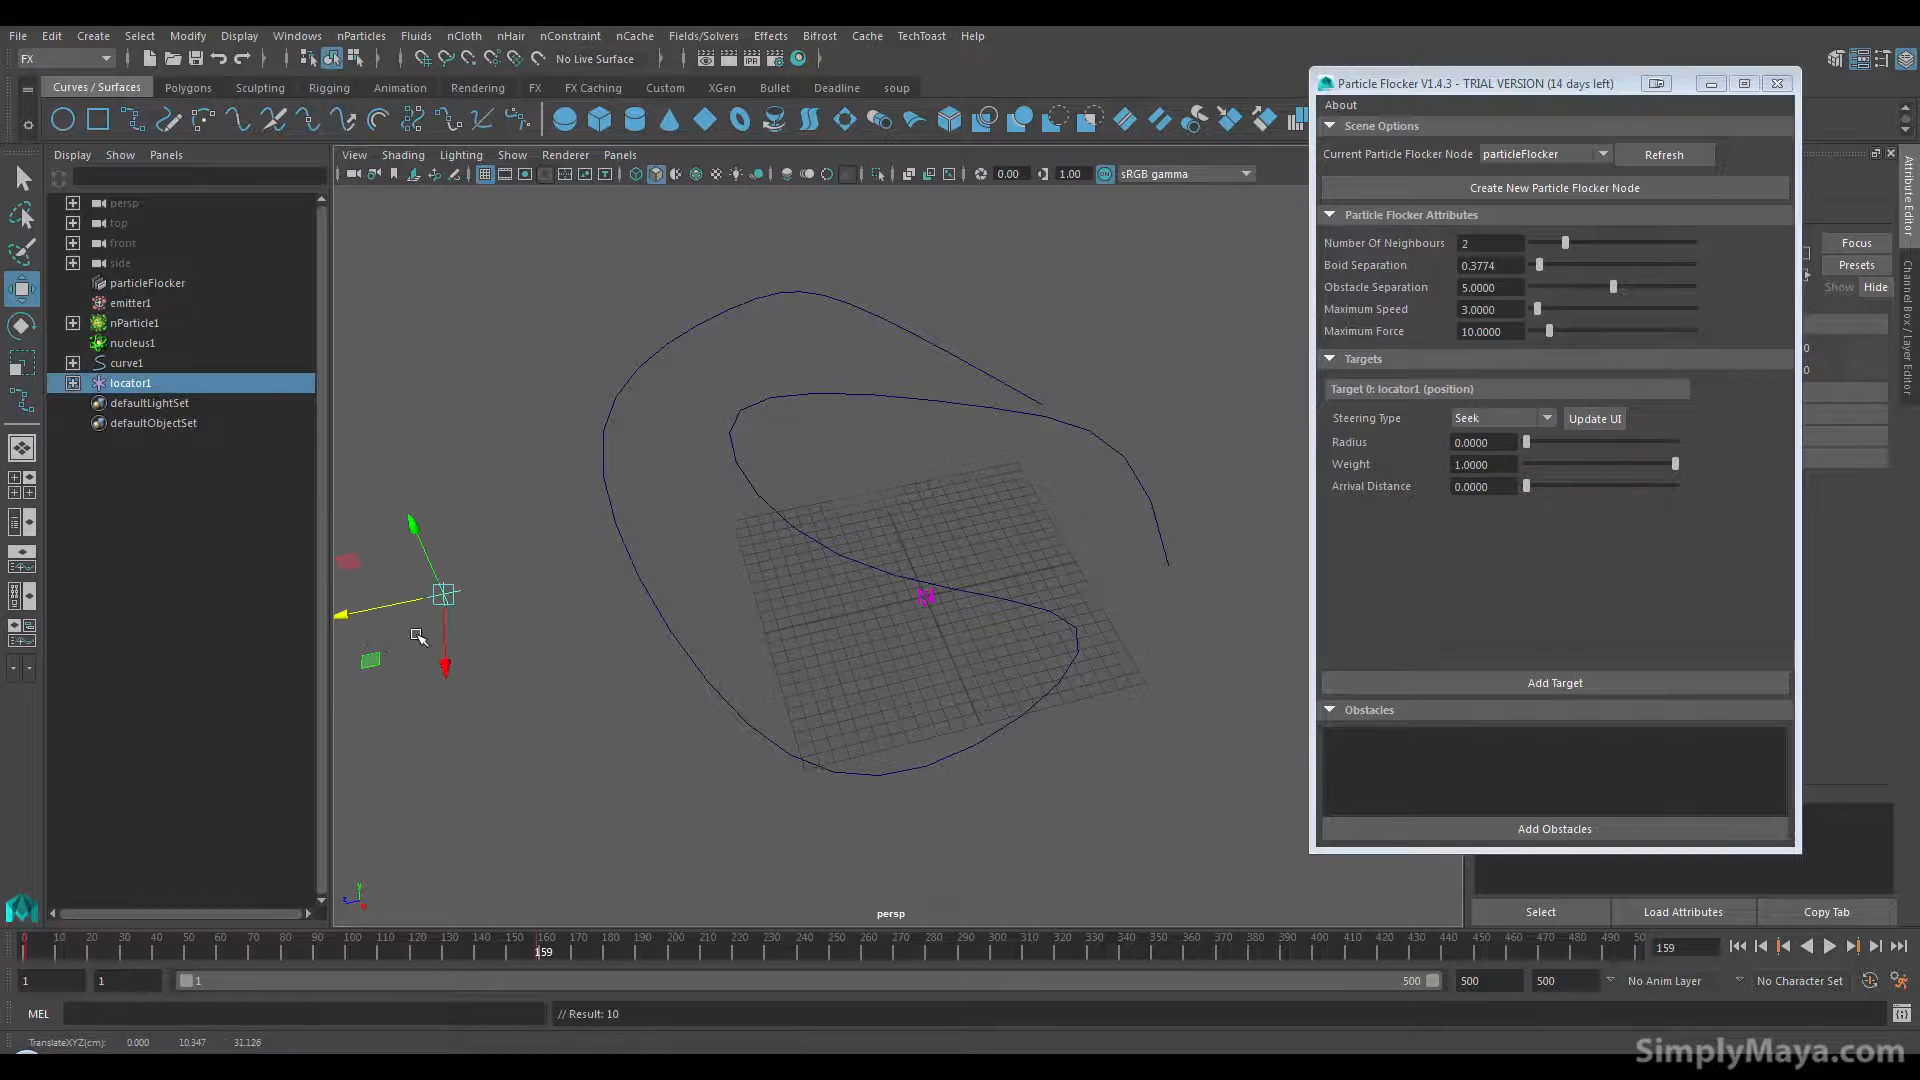 File Edit Create Select Modify Display Windows nParticles Fluids nCloth nHair nConstraint nCache Fields/Solvers Effects Bifrost Cache TechToast Help
FX
No Live Surface
Curves / Surfaces Polygons Sculpting Rigging Animation Rendering FX FX Caching Custom XGen Bullet Deadline soup
Display Show Panels
View Shading Lighting Show Renderer Panels
0.00
1.00
sRGB gamma
persp
top
front
side
particleFlocker
emitter1
nParticle1
nucleus1
curve1
locator1
defaultLightSet
defaultObjectSet
persp
Particle Flocker V1.4.3 - TRIAL VERSION (14 days left)
About
Scene Options
Current Particle Flocker Node particleFlocker Refresh
Create New Particle Flocker Node
Particle Flocker Attributes
Number Of Neighbours 2
Boid Separation 0.3774
Obstacle Separation 5.0000
Maximum Speed 3.0000
Maximum Force 10.0000
Targets
Target 0: locator1 (position)
Steering Type Seek Update UI
Radius 0.0000
Weight 1.0000
Arrival Distance 0.0000
Add Target
Obstacles
Add Obstacles
Focus
Presets
Show Hide
Attribute Editor
Channel Box / Layer Editor
Select Load Attributes Copy Tab
0 10 20 30 40 50 60 70 80 90 100 110 120 130 140 150 160 170 180 190 200 210 220 230 240 250 260 270 280 290 300 310 320 330 340 350 360 370 380 390 400 410 420 430 440 450 460 470 480 490 50
159
159
1 1 1 500 500 500 No Anim Layer No Character Set
MEL // Result: 10
TranslateXYZ(cm): 0.000 10.347 31.126
SimplyMaya.com